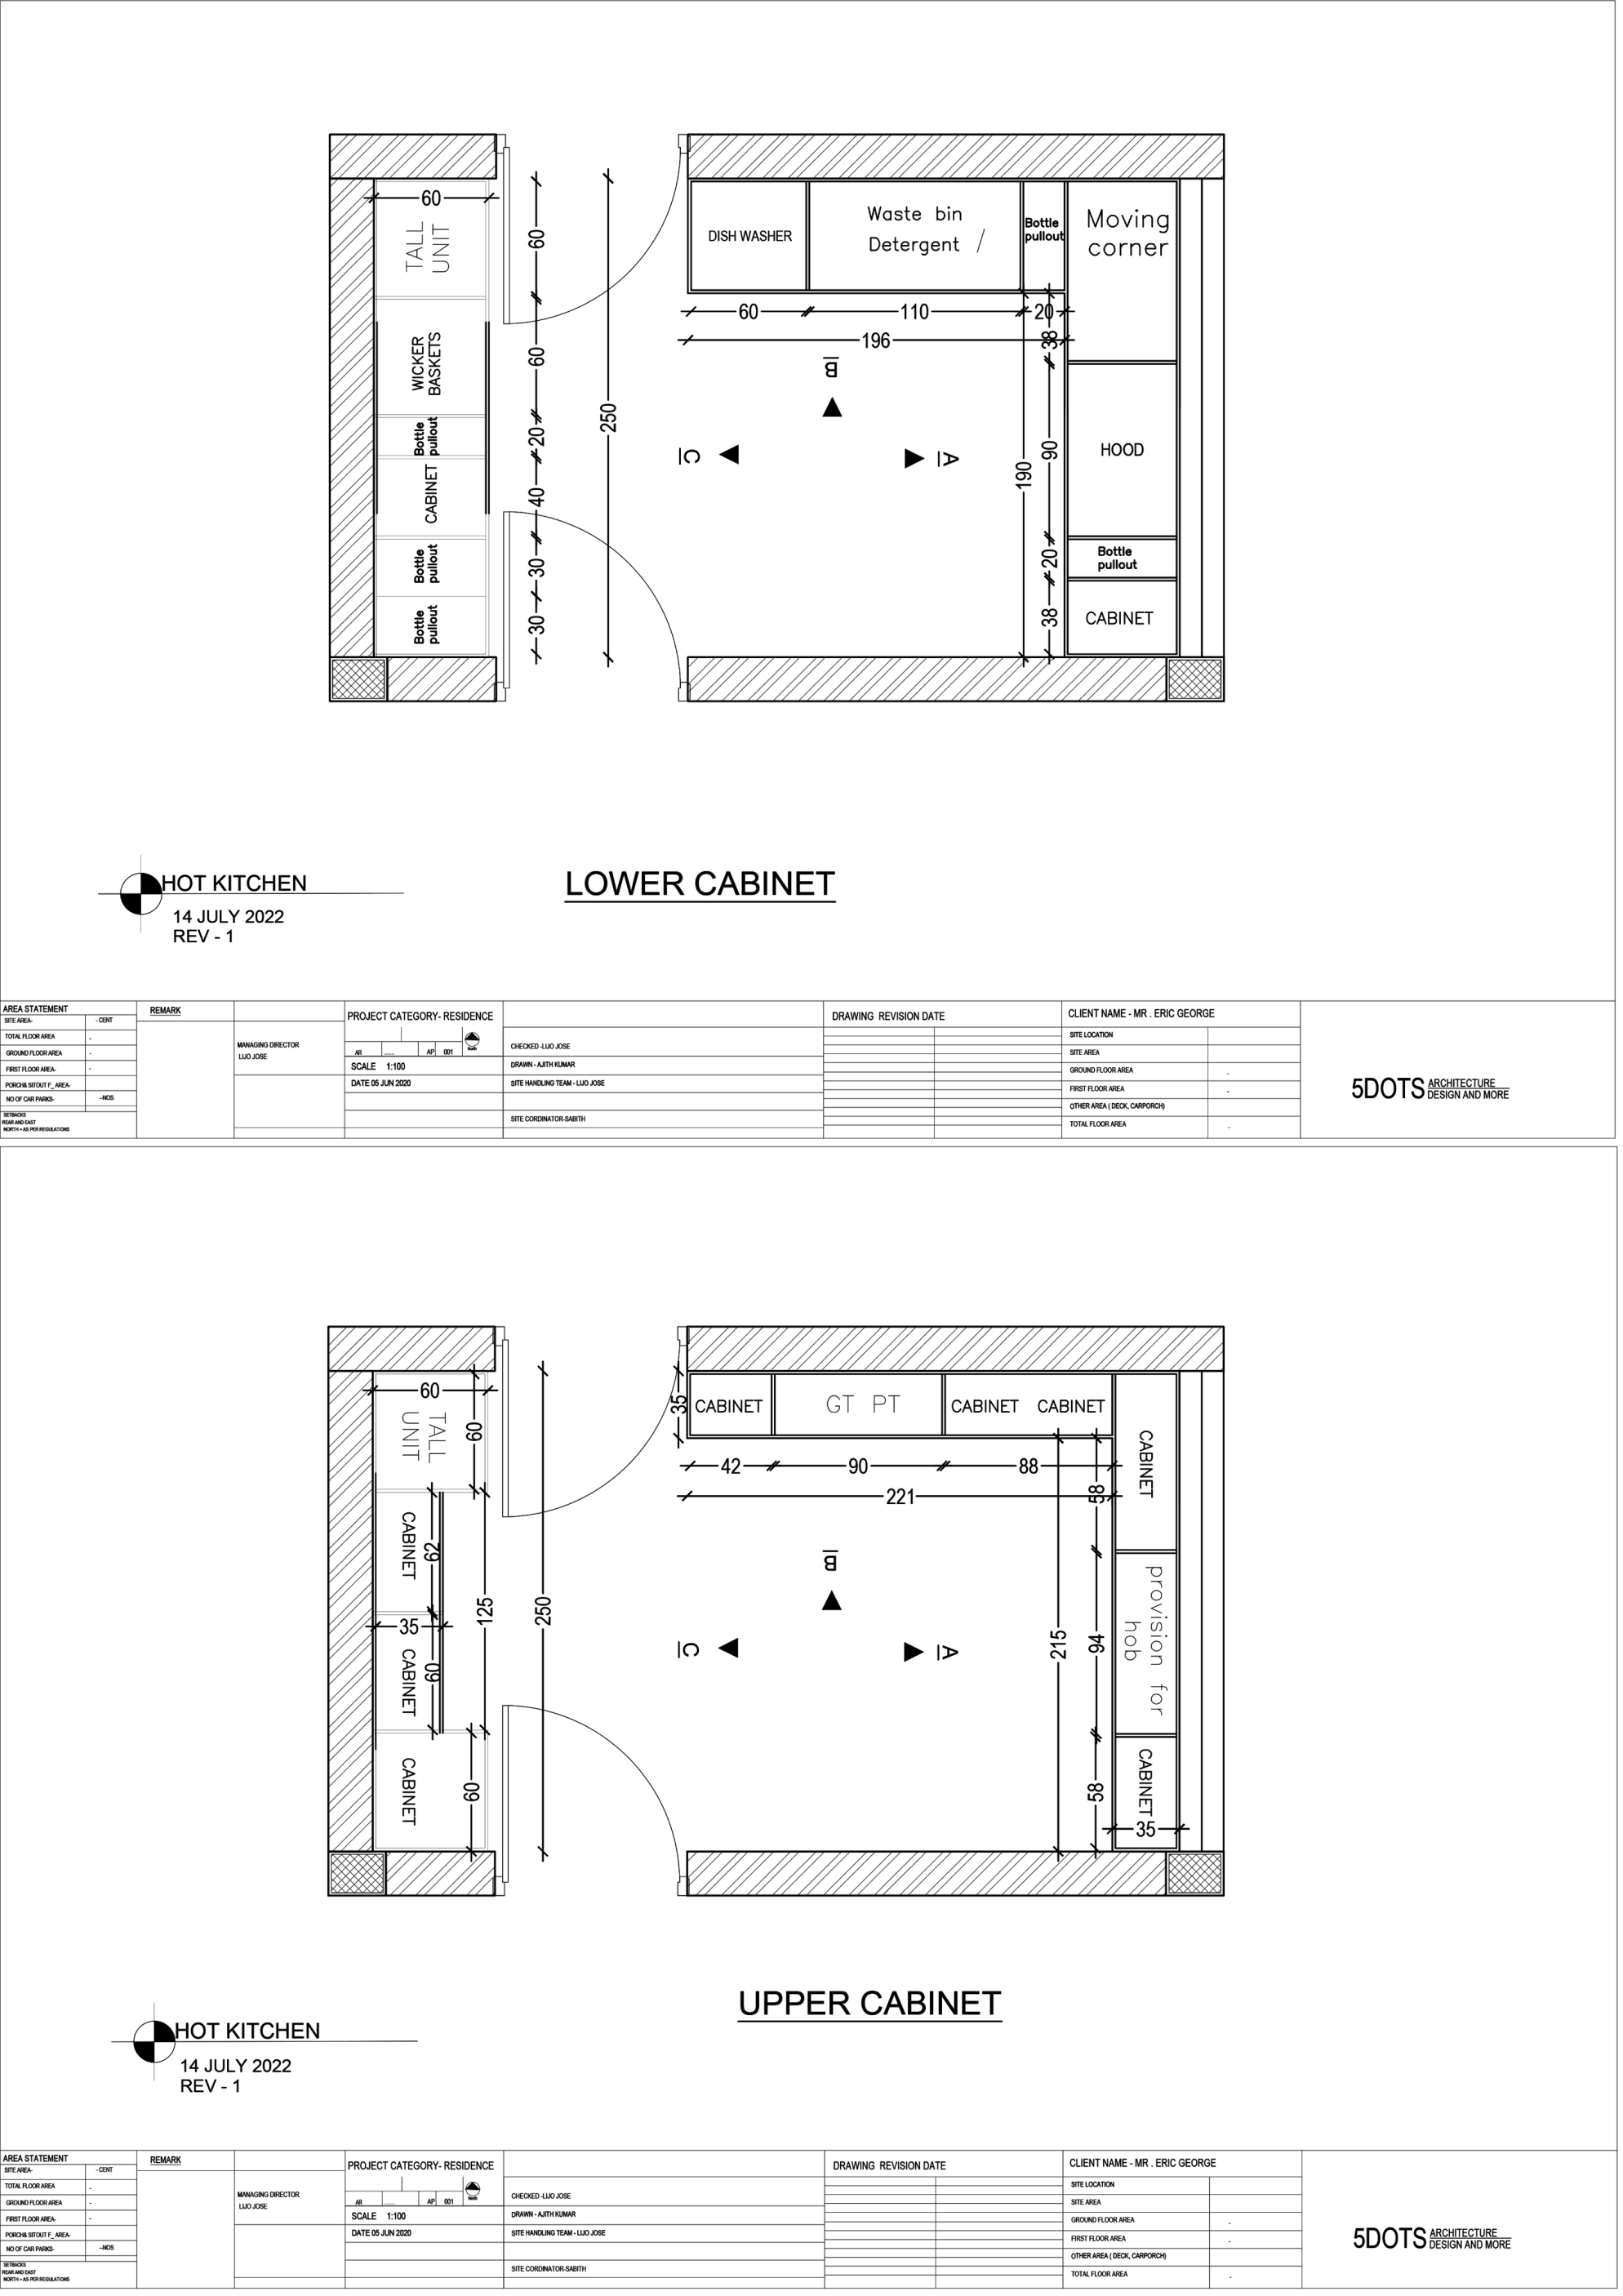 60
TALL
UNIT
WICKER
BASKETS
Bottle
pullout
CABINET
Bottle
pullout
Bottle
pullout
60
60
20
40
30
30
250
DISH WASHER
Waste bin
Detergent /
Bottle
pullout
Moving
corner
60
110
20
196
38
B
C
A
190
90
20
38
HOOD
Bottle
pullout
CABINET
HOT KITCHEN
14 JULY 2022
REV - 1
LOWER CABINET
AREA STATEMENT
SITE AREA- - CENT
TOTAL FLOOR AREA -
GROUND FLOOR AREA -
FIRST FLOOR AREA- -
PORCH& SITOUT F_ AREA-
NO OF CAR PARKS- --NOS
SETBACKS
REAR AND EAST
NORTH = AS PER REGULATIONS
REMARK
MANAGING DIRECTOR
LIJO JOSE
PROJECT CATEGORY- RESIDENCE
AR AP 001
North
SCALE 1:100
DATE 05 JUN 2020
CHECKED -LIJO JOSE
DRAWN - AJITH KUMAR
SITE HANDLING TEAM - LIJO JOSE
SITE CORDINATOR-SABITH
DRAWING REVISION DATE
CLIENT NAME - MR . ERIC GEORGE
SITE LOCATION
SITE AREA
GROUND FLOOR AREA -
FIRST FLOOR AREA -
OTHER AREA ( DECK, CARPORCH)
TOTAL FLOOR AREA -
5DOTS ARCHITECTURE
DESIGN AND MORE
60
TALL
UNIT
60
CABINET
62
35
CABINET
60
125
CABINET
60
250
35
CABINET
GT PT
CABINET CABINET
CABINET
42
90
88
221
58
B
C
A
215
94
58
provision for
hob
CABINET
35
UPPER CABINET
HOT KITCHEN
14 JULY 2022
REV - 1
AREA STATEMENT
SITE AREA- - CENT
TOTAL FLOOR AREA -
GROUND FLOOR AREA -
FIRST FLOOR AREA- -
PORCH& SITOUT F_ AREA-
NO OF CAR PARKS- --NOS
SETBACKS
REAR AND EAST
NORTH = AS PER REGULATIONS
REMARK
MANAGING DIRECTOR
LIJO JOSE
PROJECT CATEGORY- RESIDENCE
AR AP 001
North
SCALE 1:100
DATE 05 JUN 2020
CHECKED -LIJO JOSE
DRAWN - AJITH KUMAR
SITE HANDLING TEAM - LIJO JOSE
SITE CORDINATOR-SABITH
DRAWING REVISION DATE
CLIENT NAME - MR . ERIC GEORGE
SITE LOCATION
SITE AREA
GROUND FLOOR AREA -
FIRST FLOOR AREA -
OTHER AREA ( DECK, CARPORCH)
TOTAL FLOOR AREA -
5DOTS ARCHITECTURE
DESIGN AND MORE